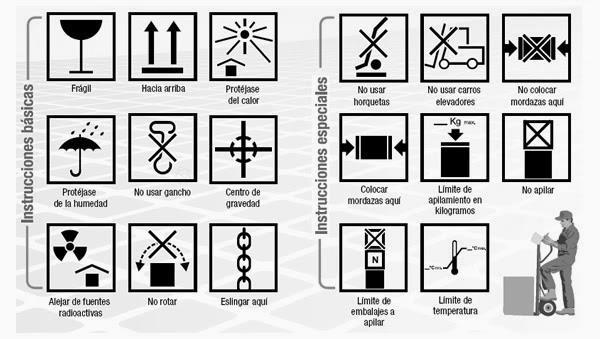 Instrucciones básicas
Frágil
Hacia arriba
Protéjase
del calor
Protéjase
de la humedad
No usar gancho
Centro de
gravedad
Alejar de fuentes
radioactivas
No rotar
Eslingar aquí
Instrucciones especiales
No usar
horquetas
No usar carros
elevadores
No colocar
mordazas aquí
Colocar
mordazas aquí
__ Kg max.
Límite de
apilamiento en
kilogramos
No apilar
N
Límite de
embalajes a
apilar
Límite de
temperatura